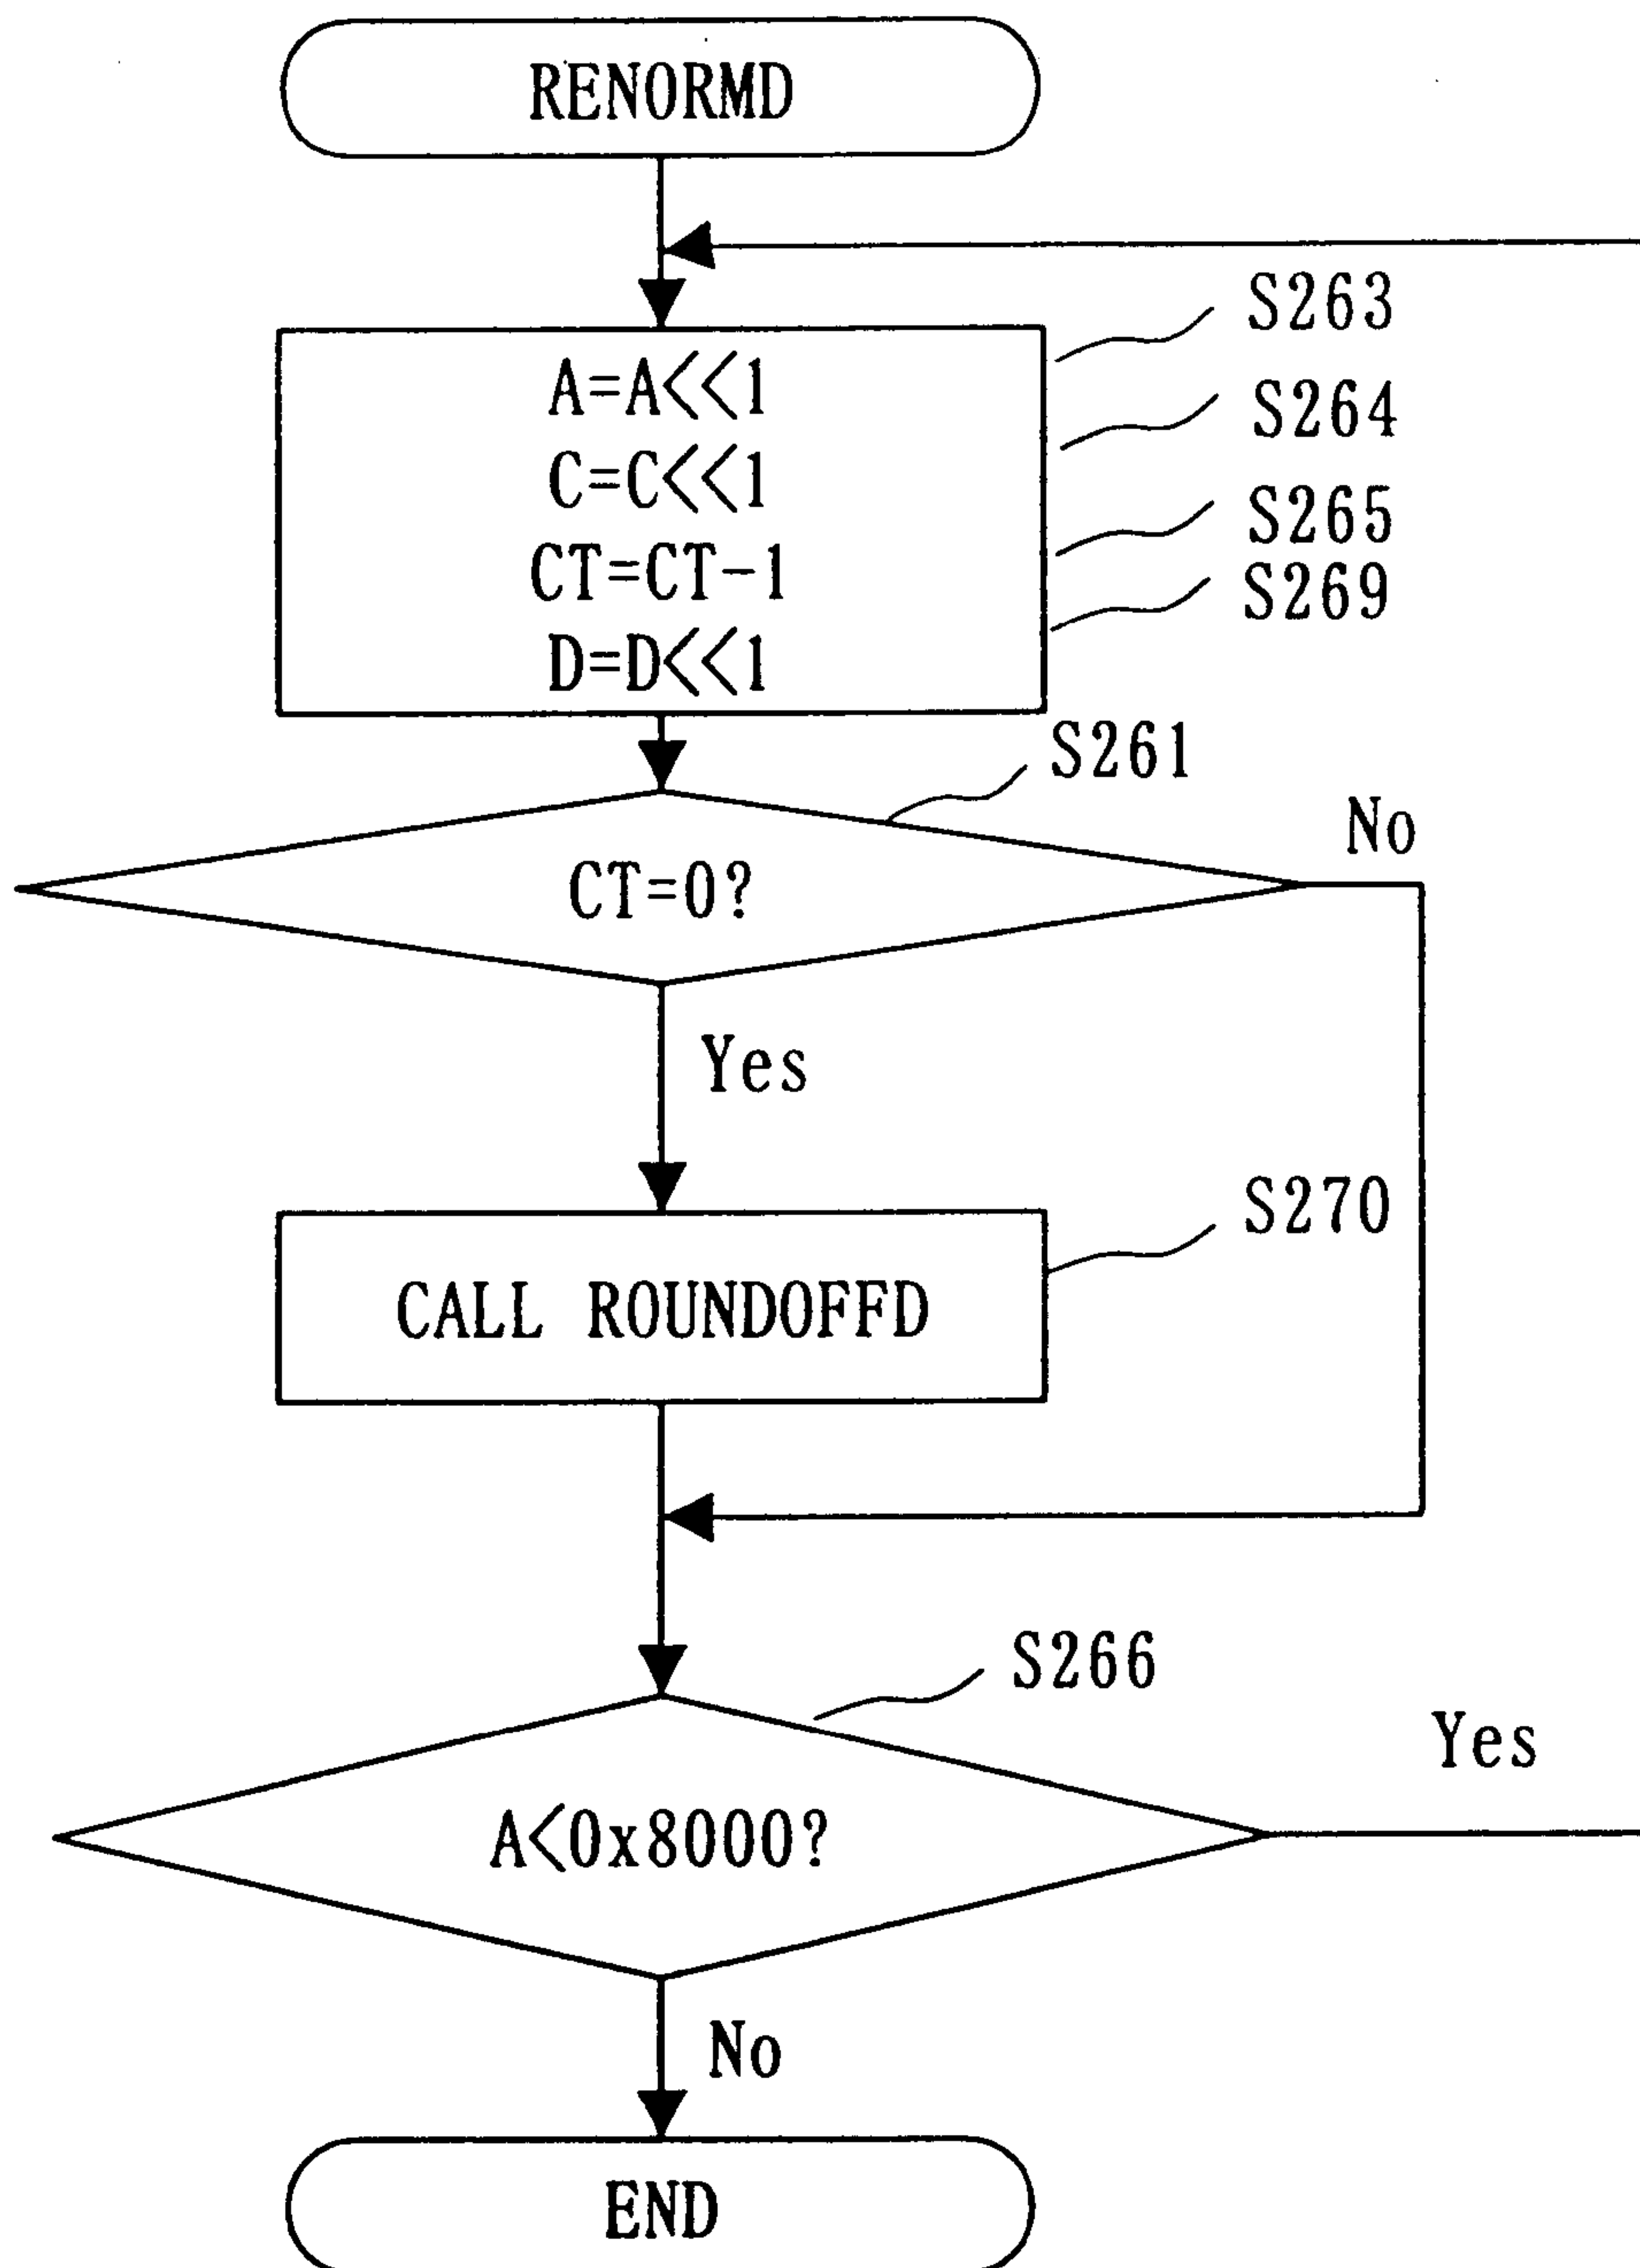 RENORMD
S263
A=A<<1
S264
C=C<<1
S265
CT=CT-1
S269
D=D<<1
S261
No
CT=0?
Yes
S270
CALL ROUNDOFFD
S266
Yes
A<0x8000?
No
END